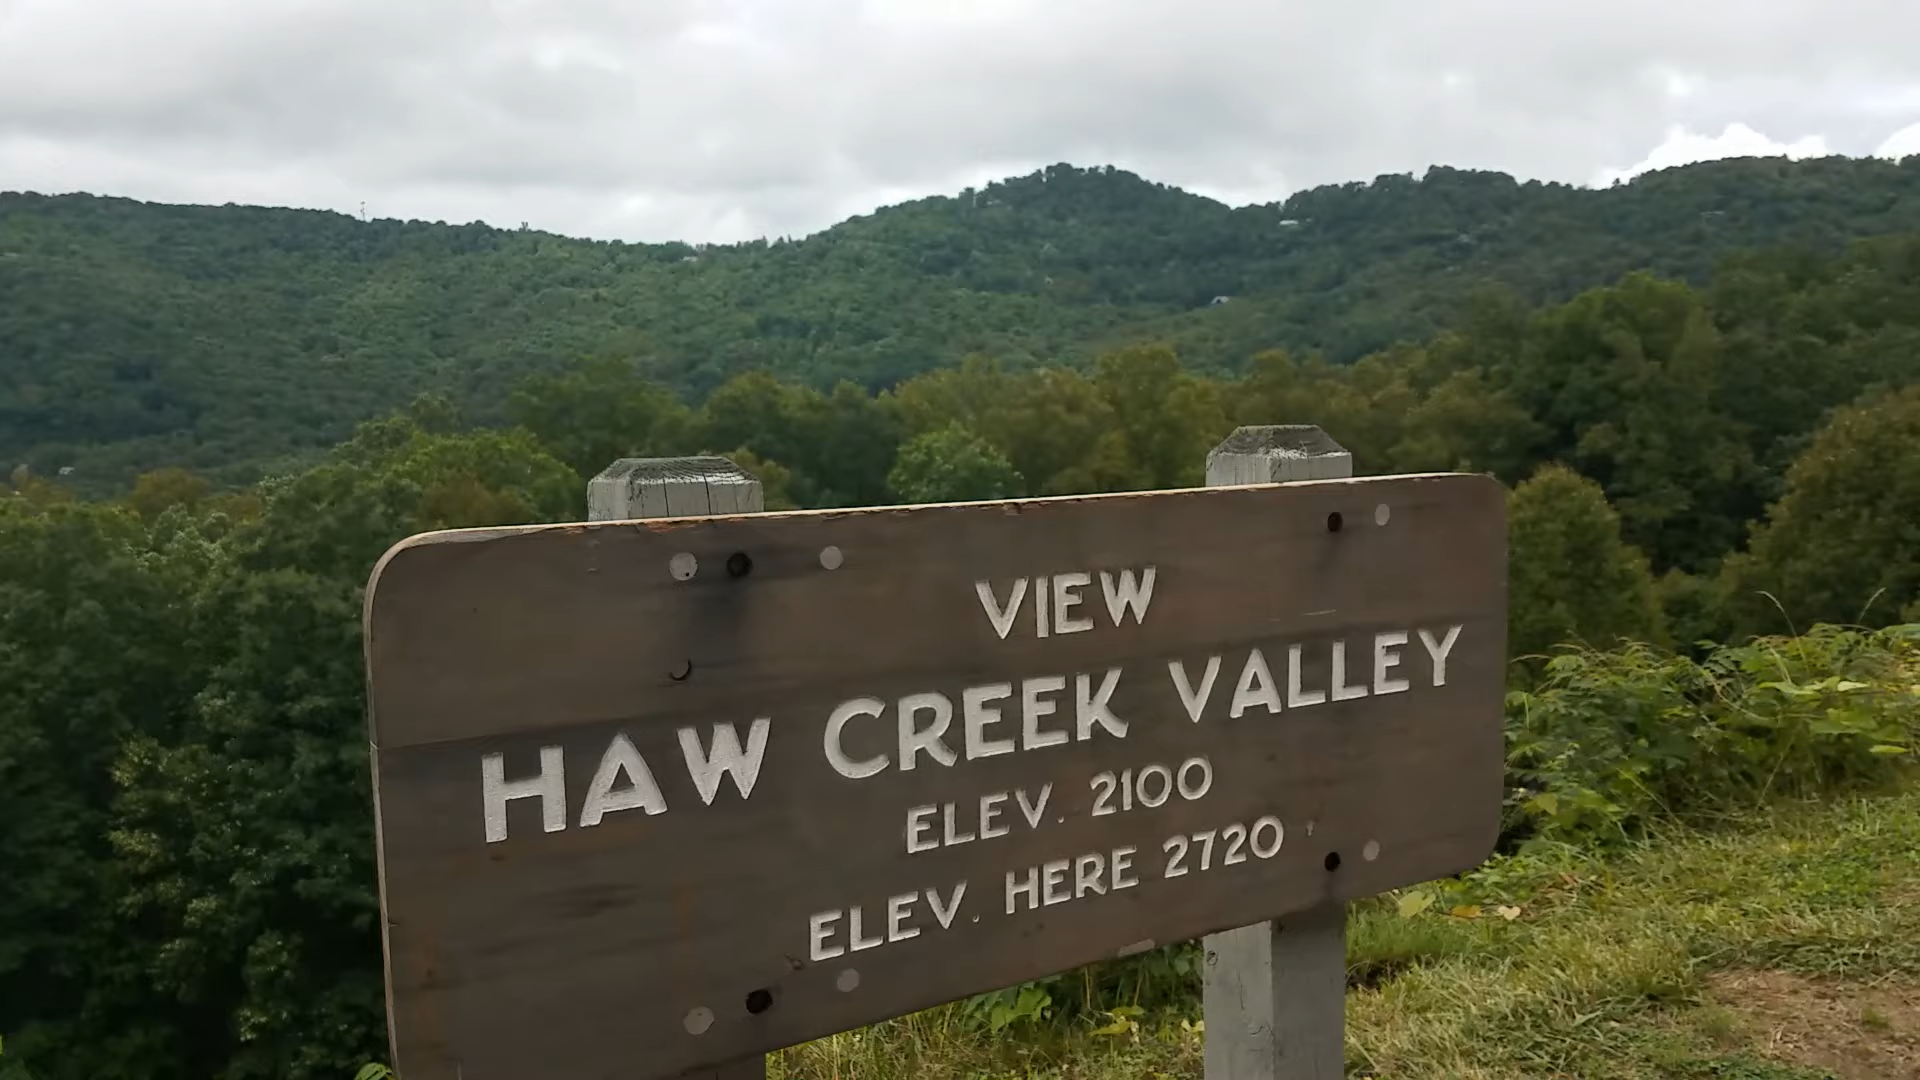 VIEW
HAW CREEK VALLEY
ELEV. 2100
ELEV. HERE 2720